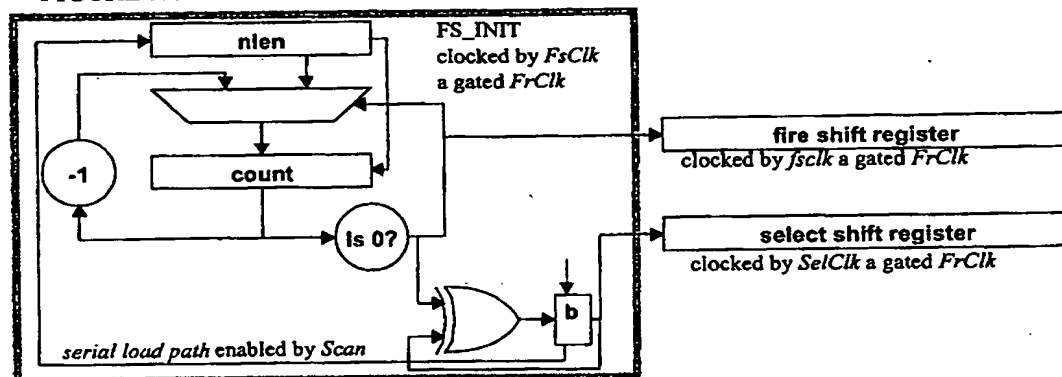 nlen
FS_INIT
clocked by FsClk
a gated FrClk
fire shift register
clocked by fsclk a gated FrClk
-1
count
Is 0?
select shift register
clocked by SelClk a gated FrClk
b
serial load path enabled by Scan